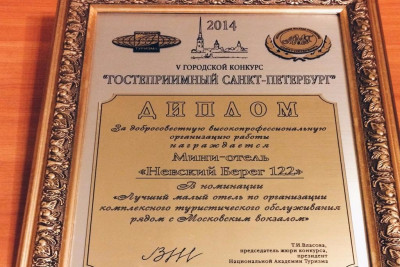 2014
V ГОРОДСКОЙ КОНКУРС
"ГОСТЕПРИИМНЫЙ САНКТ-ПЕТЕРБУРГ"
ДИПЛОМ
За добросовестную высокопрофессиональную
организацию работы
награждается
Мини-отель
«Невский Берег 122»
В номинации
«Лучший малый отель по организации
комплексного туристического обслуживания
рядом с Московским вокзалом»
Т.И.Власова,
председатель жюри конкурса,
президент
Национальной Академии Туризма